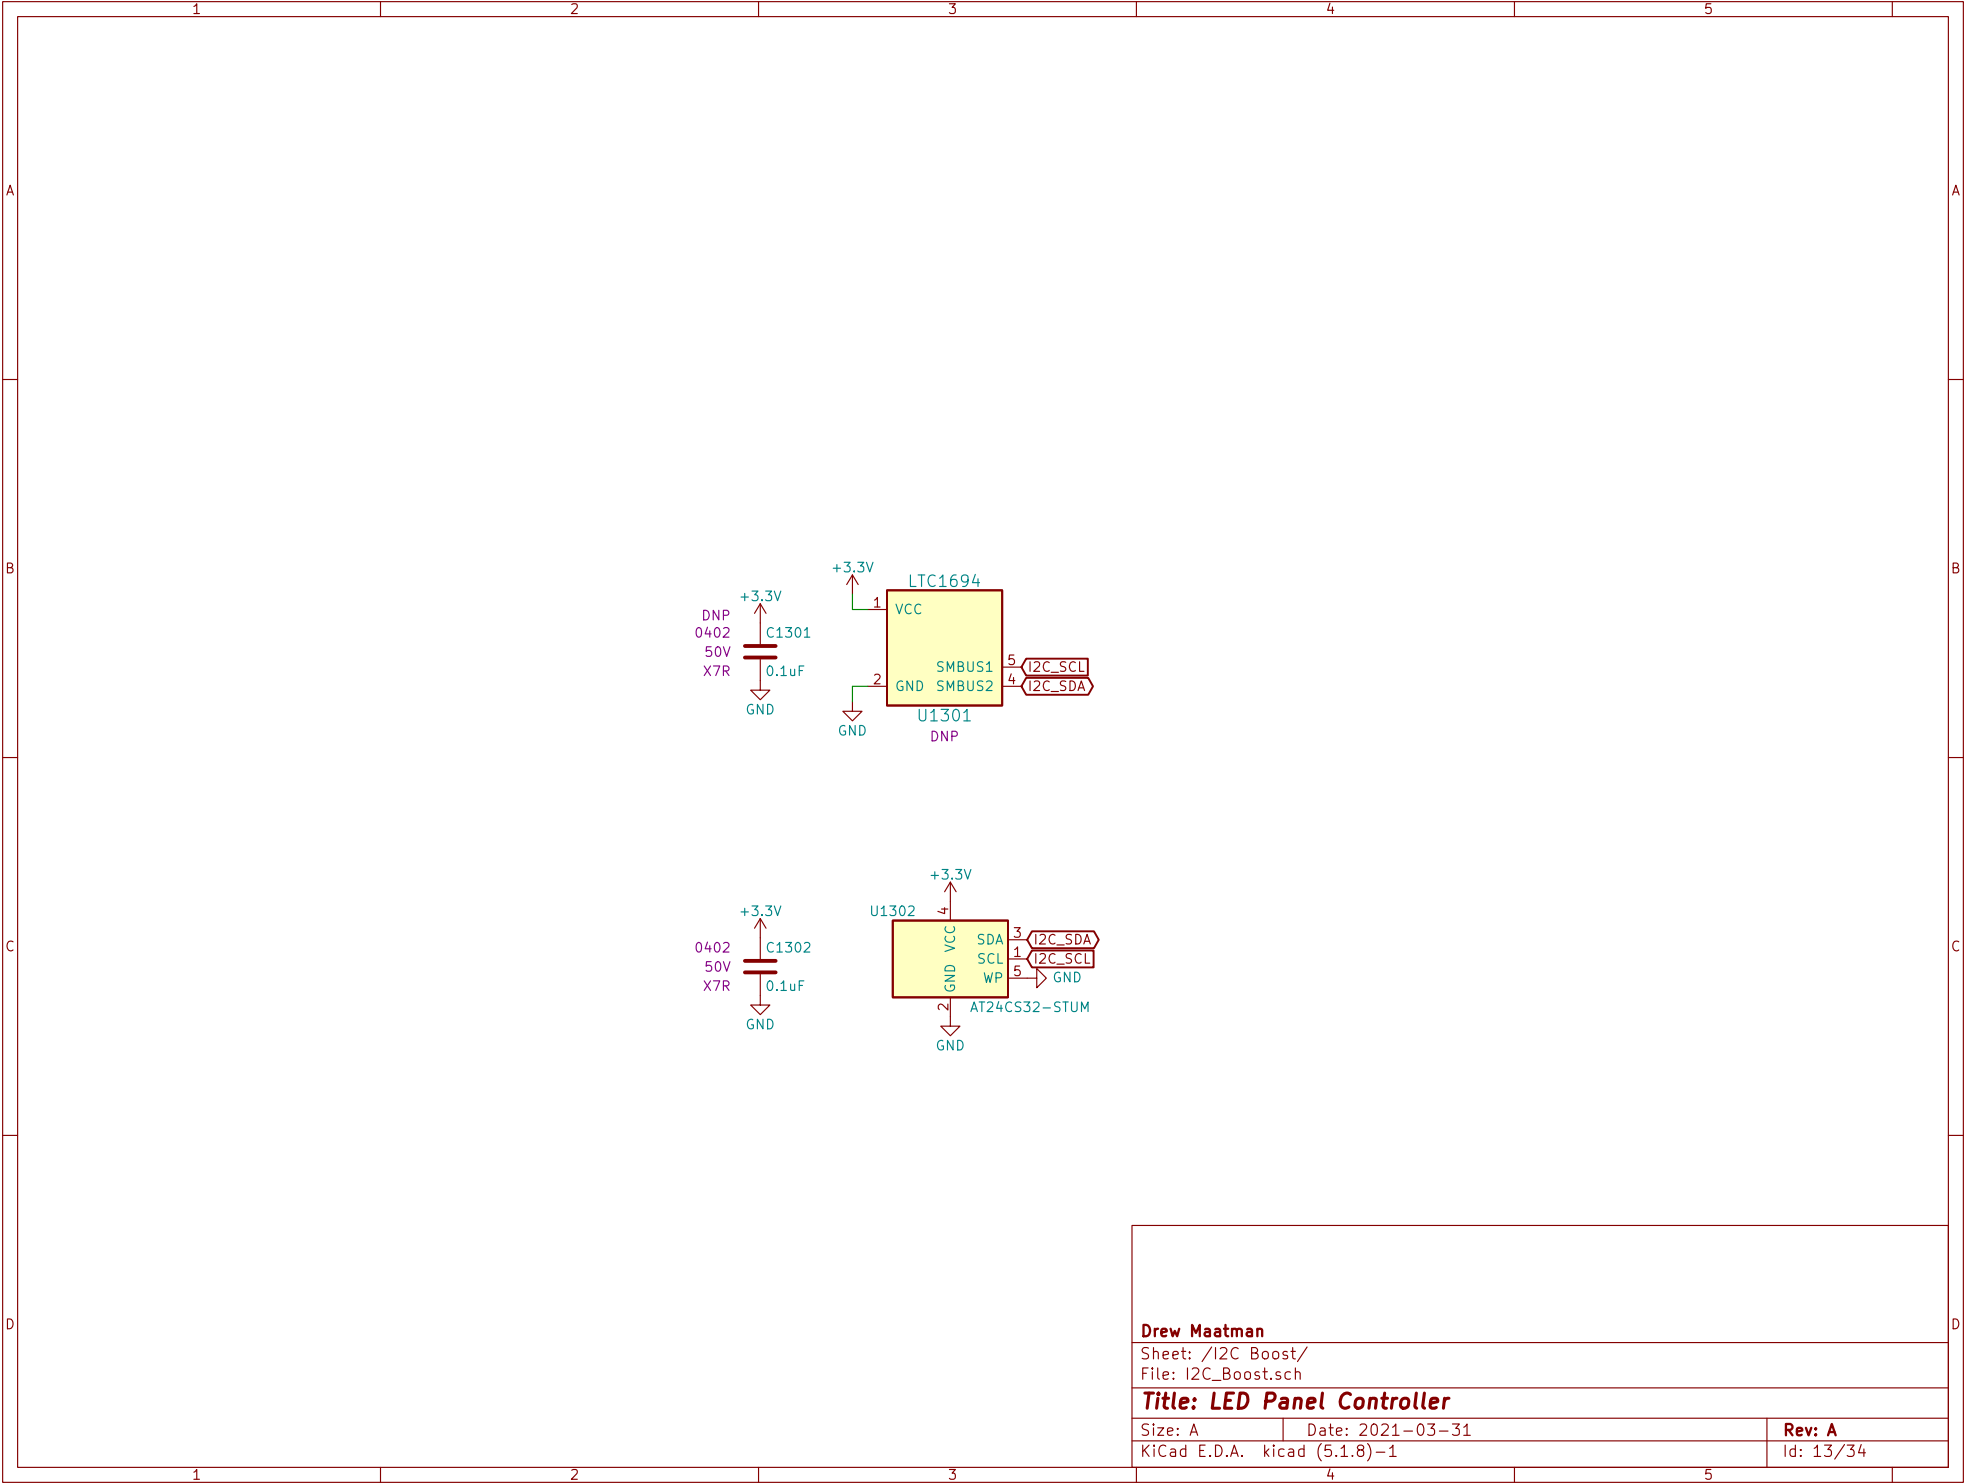 1 2 3 4 5
A A
B B
C C
D D
+3.3V
LTC1694
1 VCC
+3.3V
DNP
0402 C1301
50V
X7R 0.1uF
GND
SMBUS1 5 I2C_SCL
2 GND SMBUS2 4 I2C_SDA
U1301
GND
DNP
+3.3V
4
U1302
+3.3V
0402 C1302
50V
X7R 0.1uF
GND
VCC
GND
SDA 3 I2C_SDA
SCL 1 I2C_SCL
WP 5 GND
2
AT24CS32-STUM
GND
Drew Maatman
Sheet: /I2C Boost/
File: I2C_Boost.sch
Title: LED Panel Controller
Size: A Date: 2021-03-31 Rev: A
KiCad E.D.A. kicad (5.1.8)-1 Id: 13/34
1 2 3 4 5